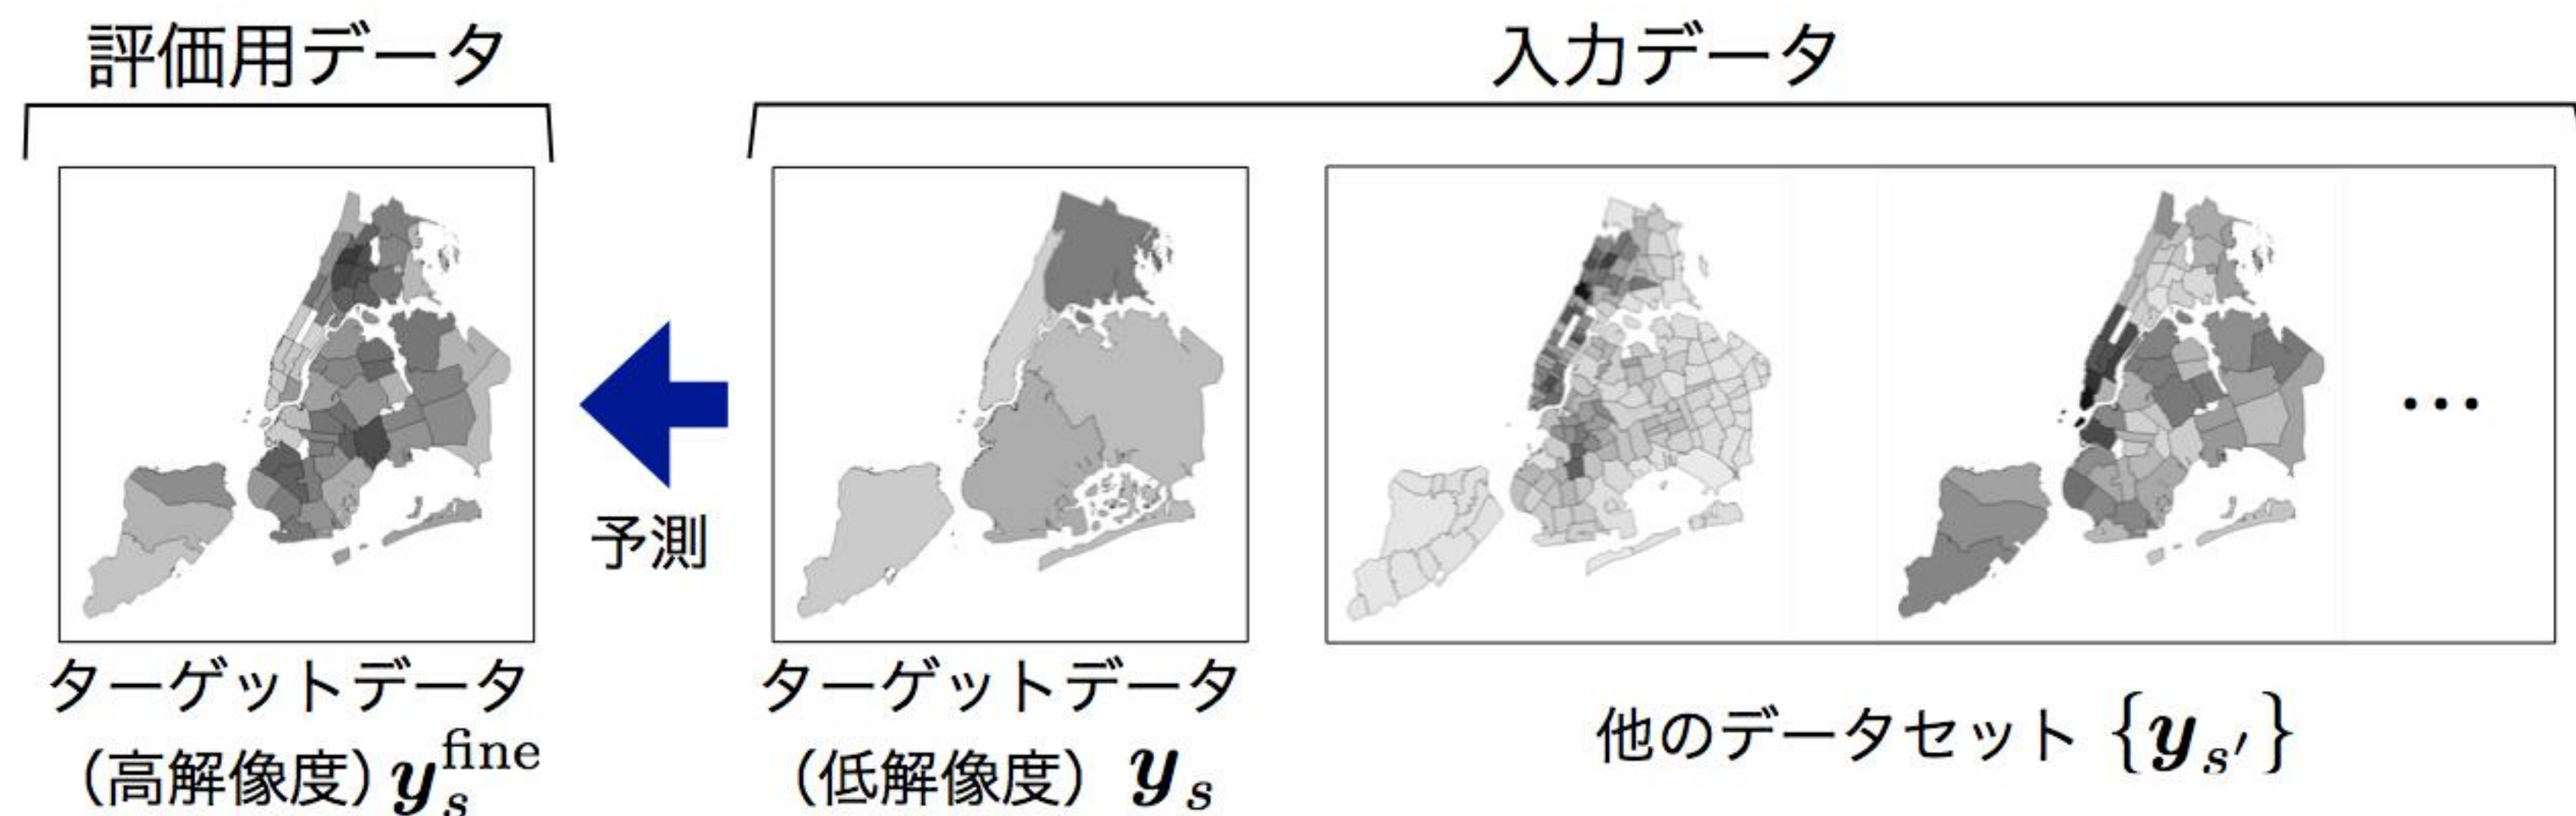 評価用データ
入力データ
予測
...
ターゲットデータ
(高解像度) y_s^fine
ターゲットデータ
(低解像度) y_s
他のデータセット {y_s′}